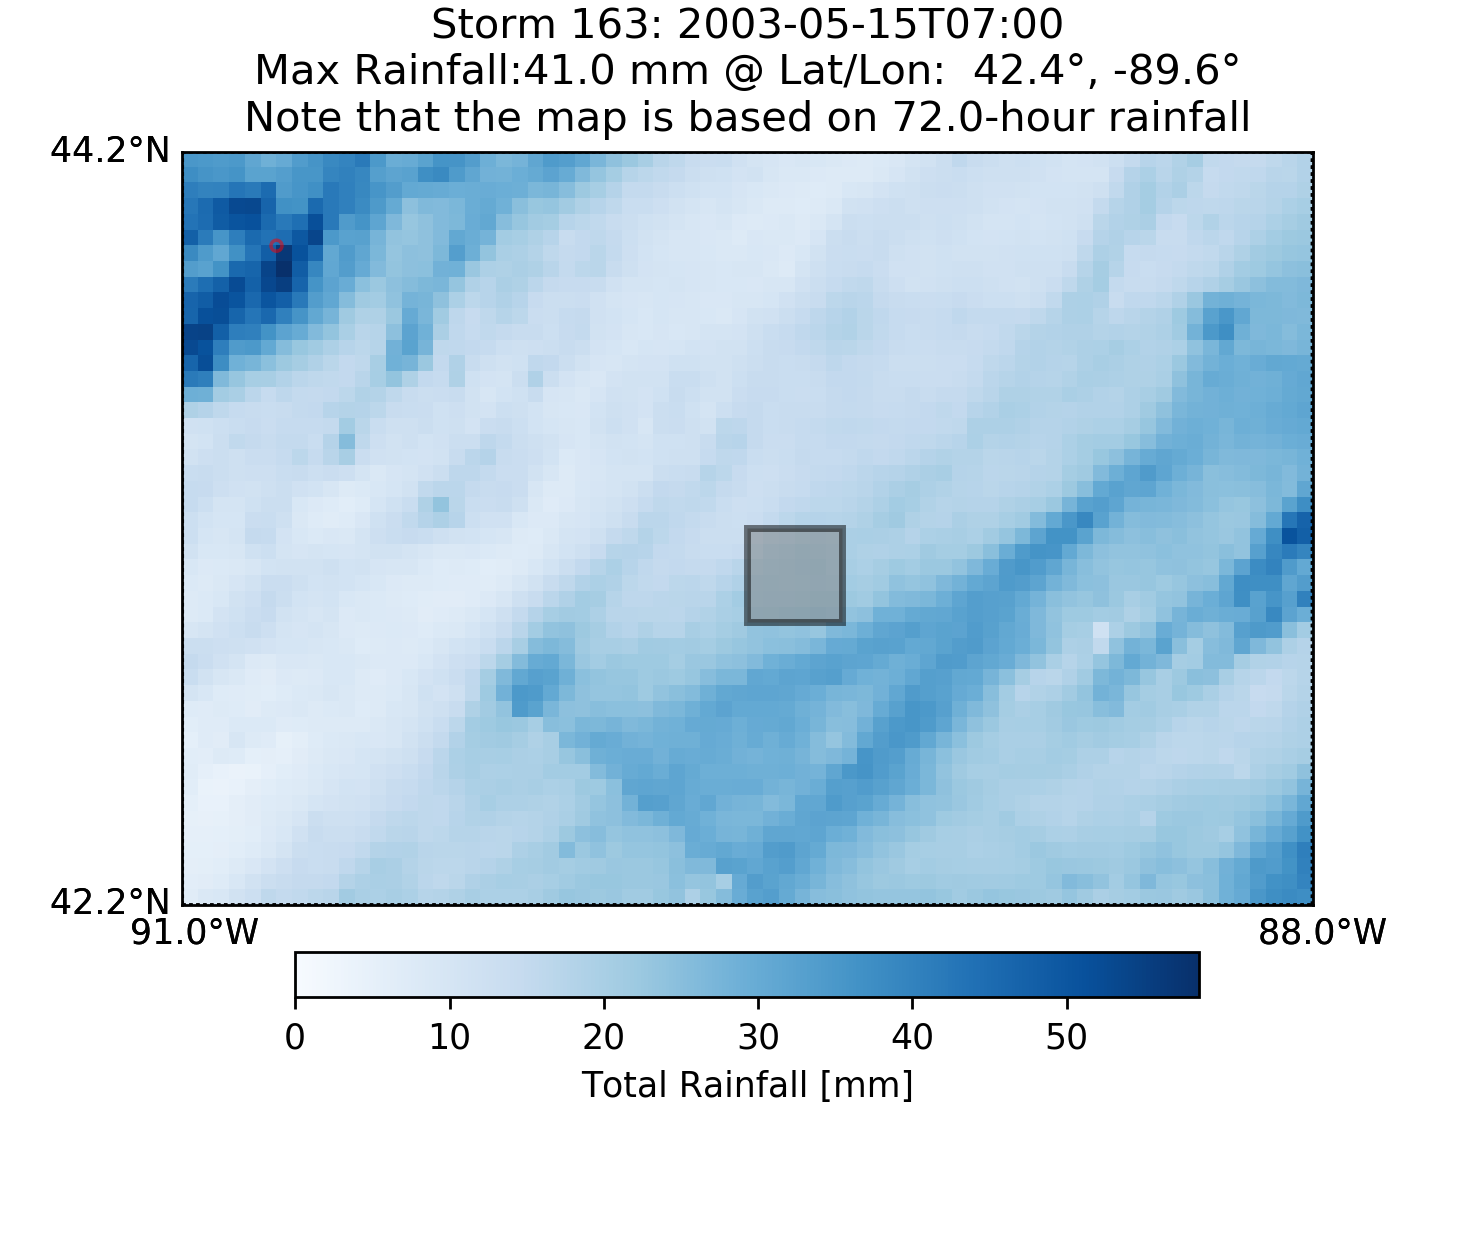 Storm 163: 2003-05-15T07:00
Max Rainfall:41.0 mm @ Lat/Lon:  42.4°, -89.6°
Note that the map is based on 72.0-hour rainfall
44.2°N
42.2°N
91.0°W 88.0°W
0 10 20 30 40 50
Total Rainfall [mm]